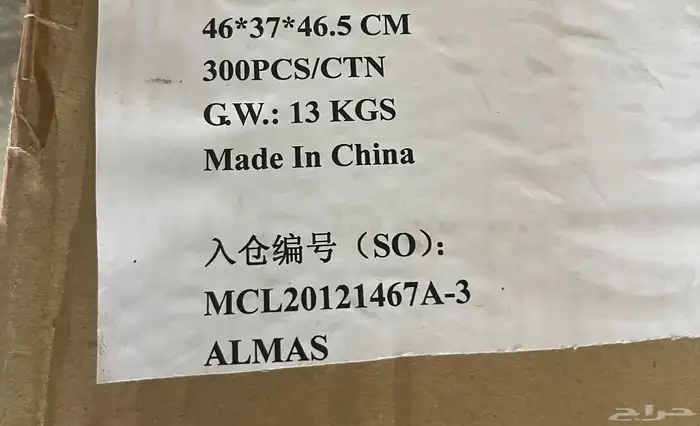 46*37*46.5 CM
300PCS/CTN
G.W.: 13 KGS
Made In China
入仓编号（SO）：
MCL20121467A-3
ALMAS
حراج